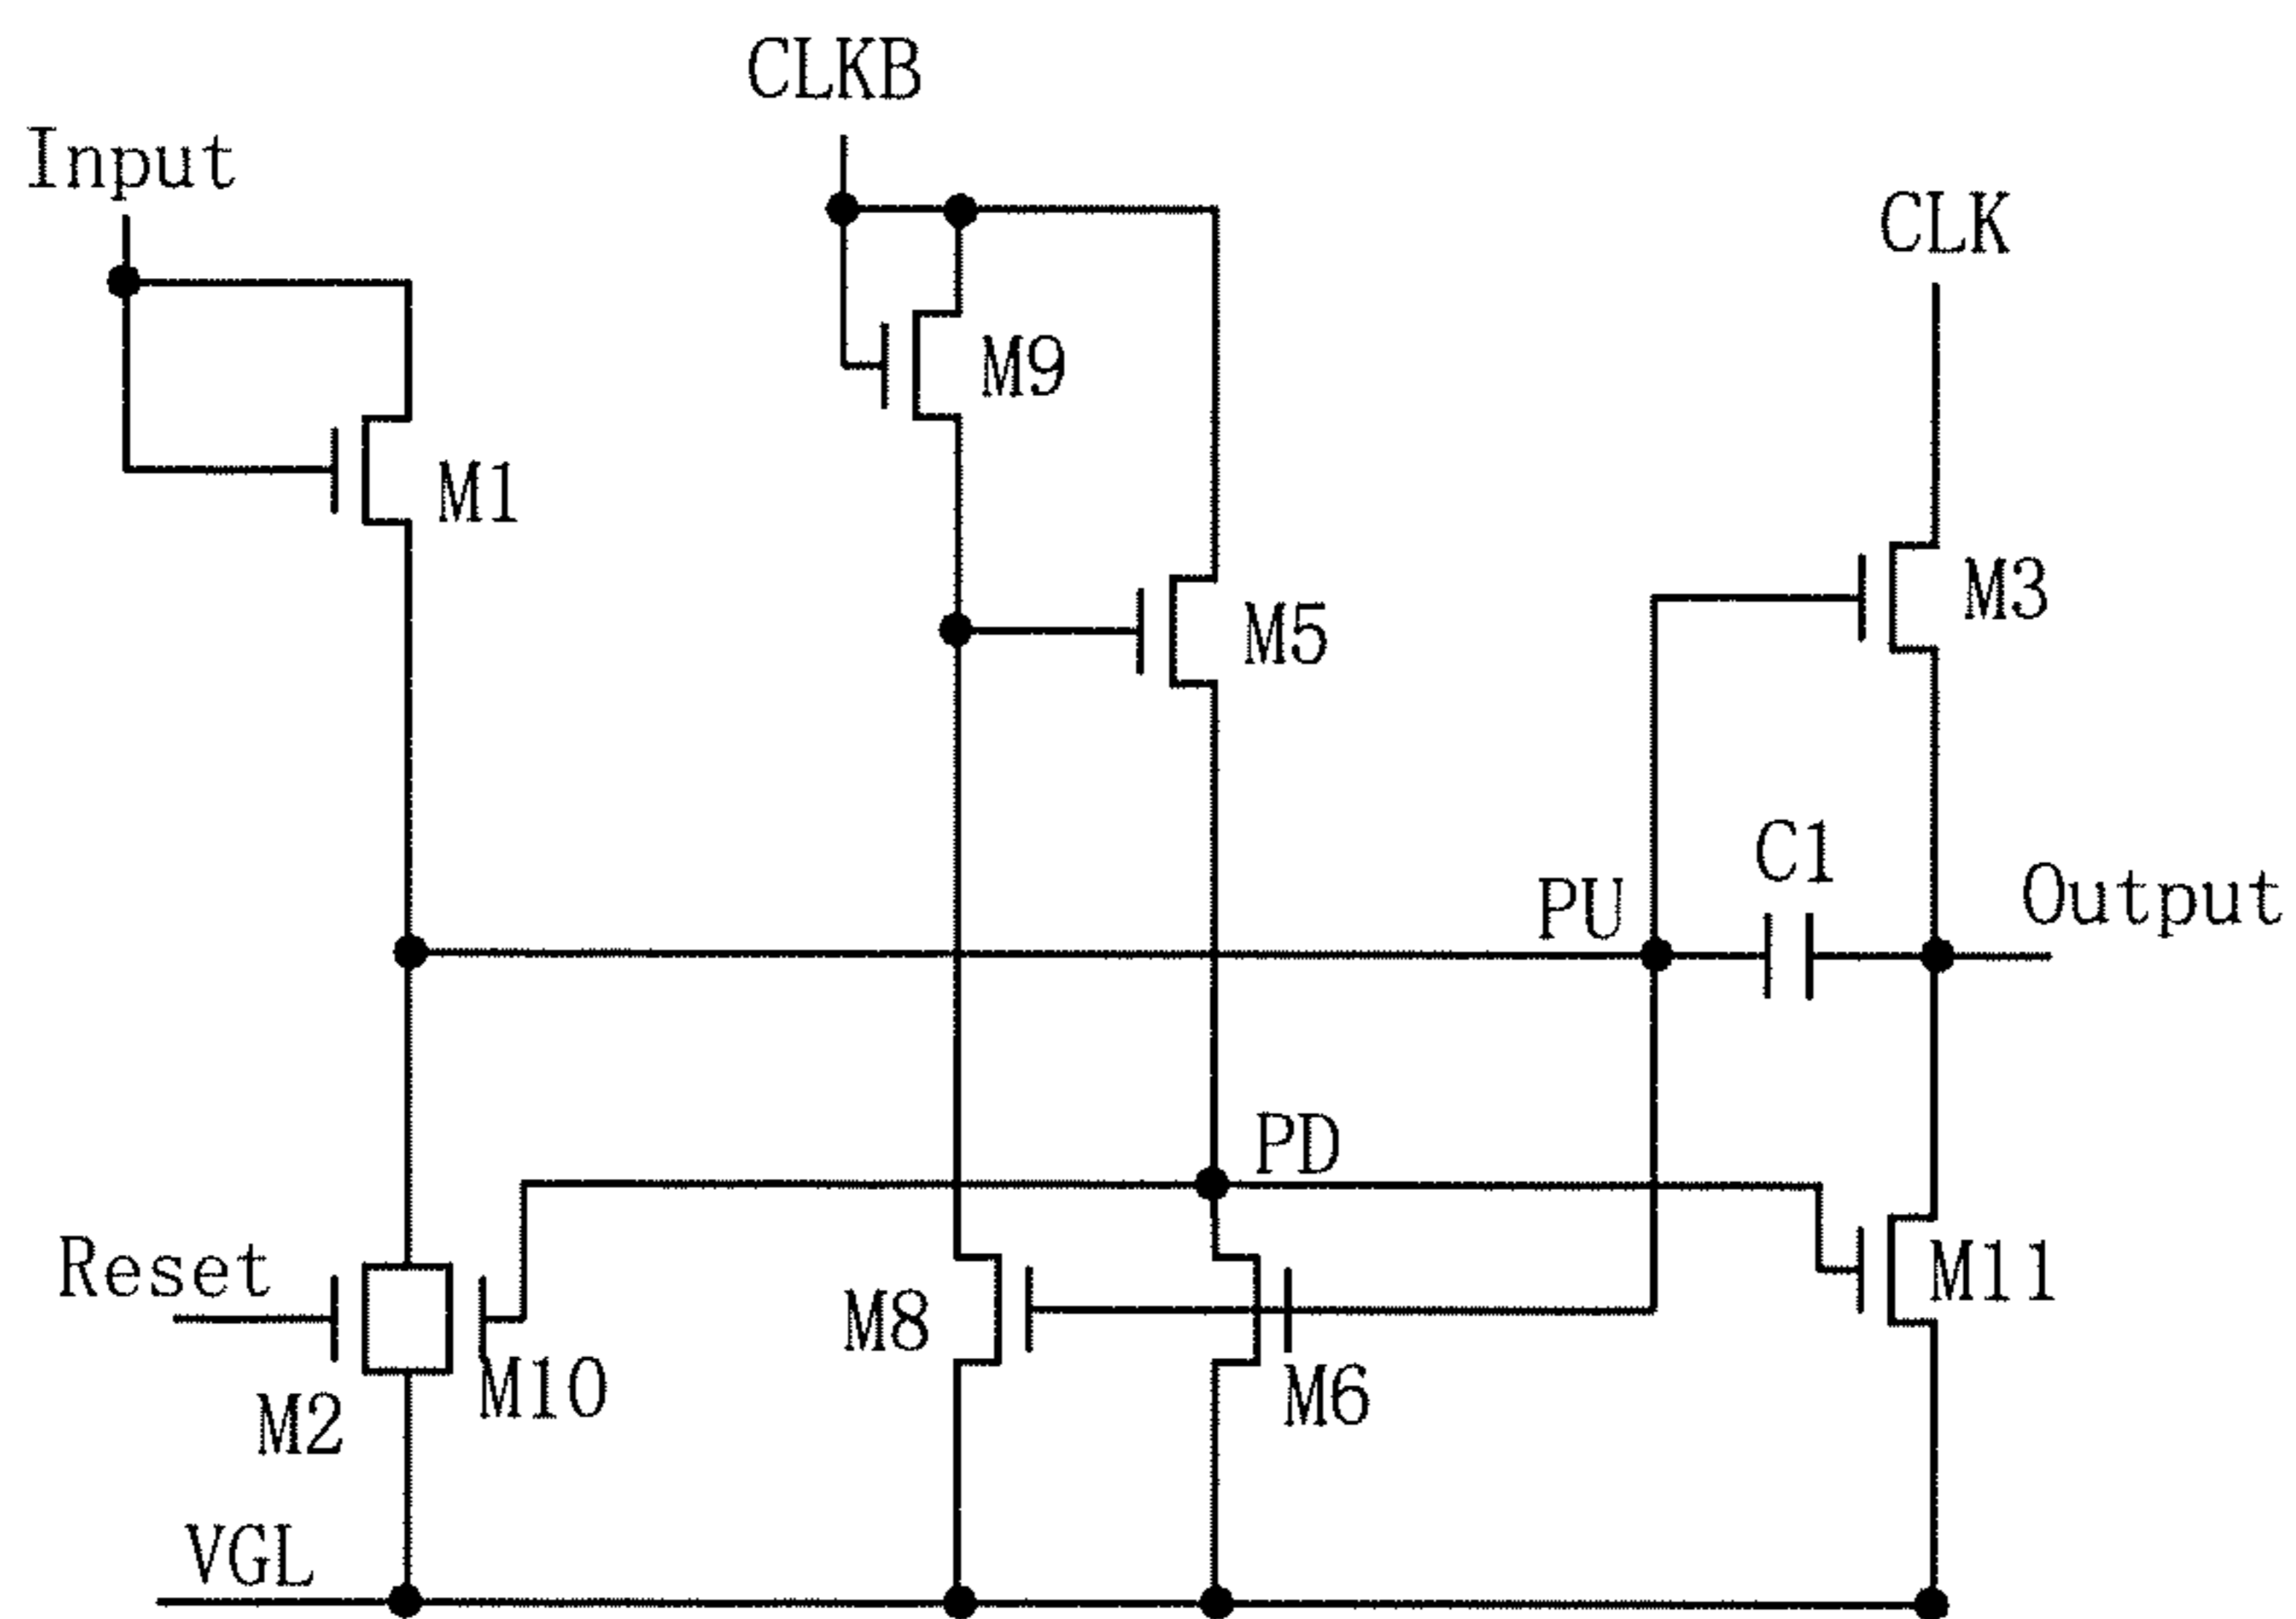 CLKB
Input
CLK
M9
M1
M3
M5
C1
PU
Output
PD
Reset
M11
M8
M10
M6
M2
VGL